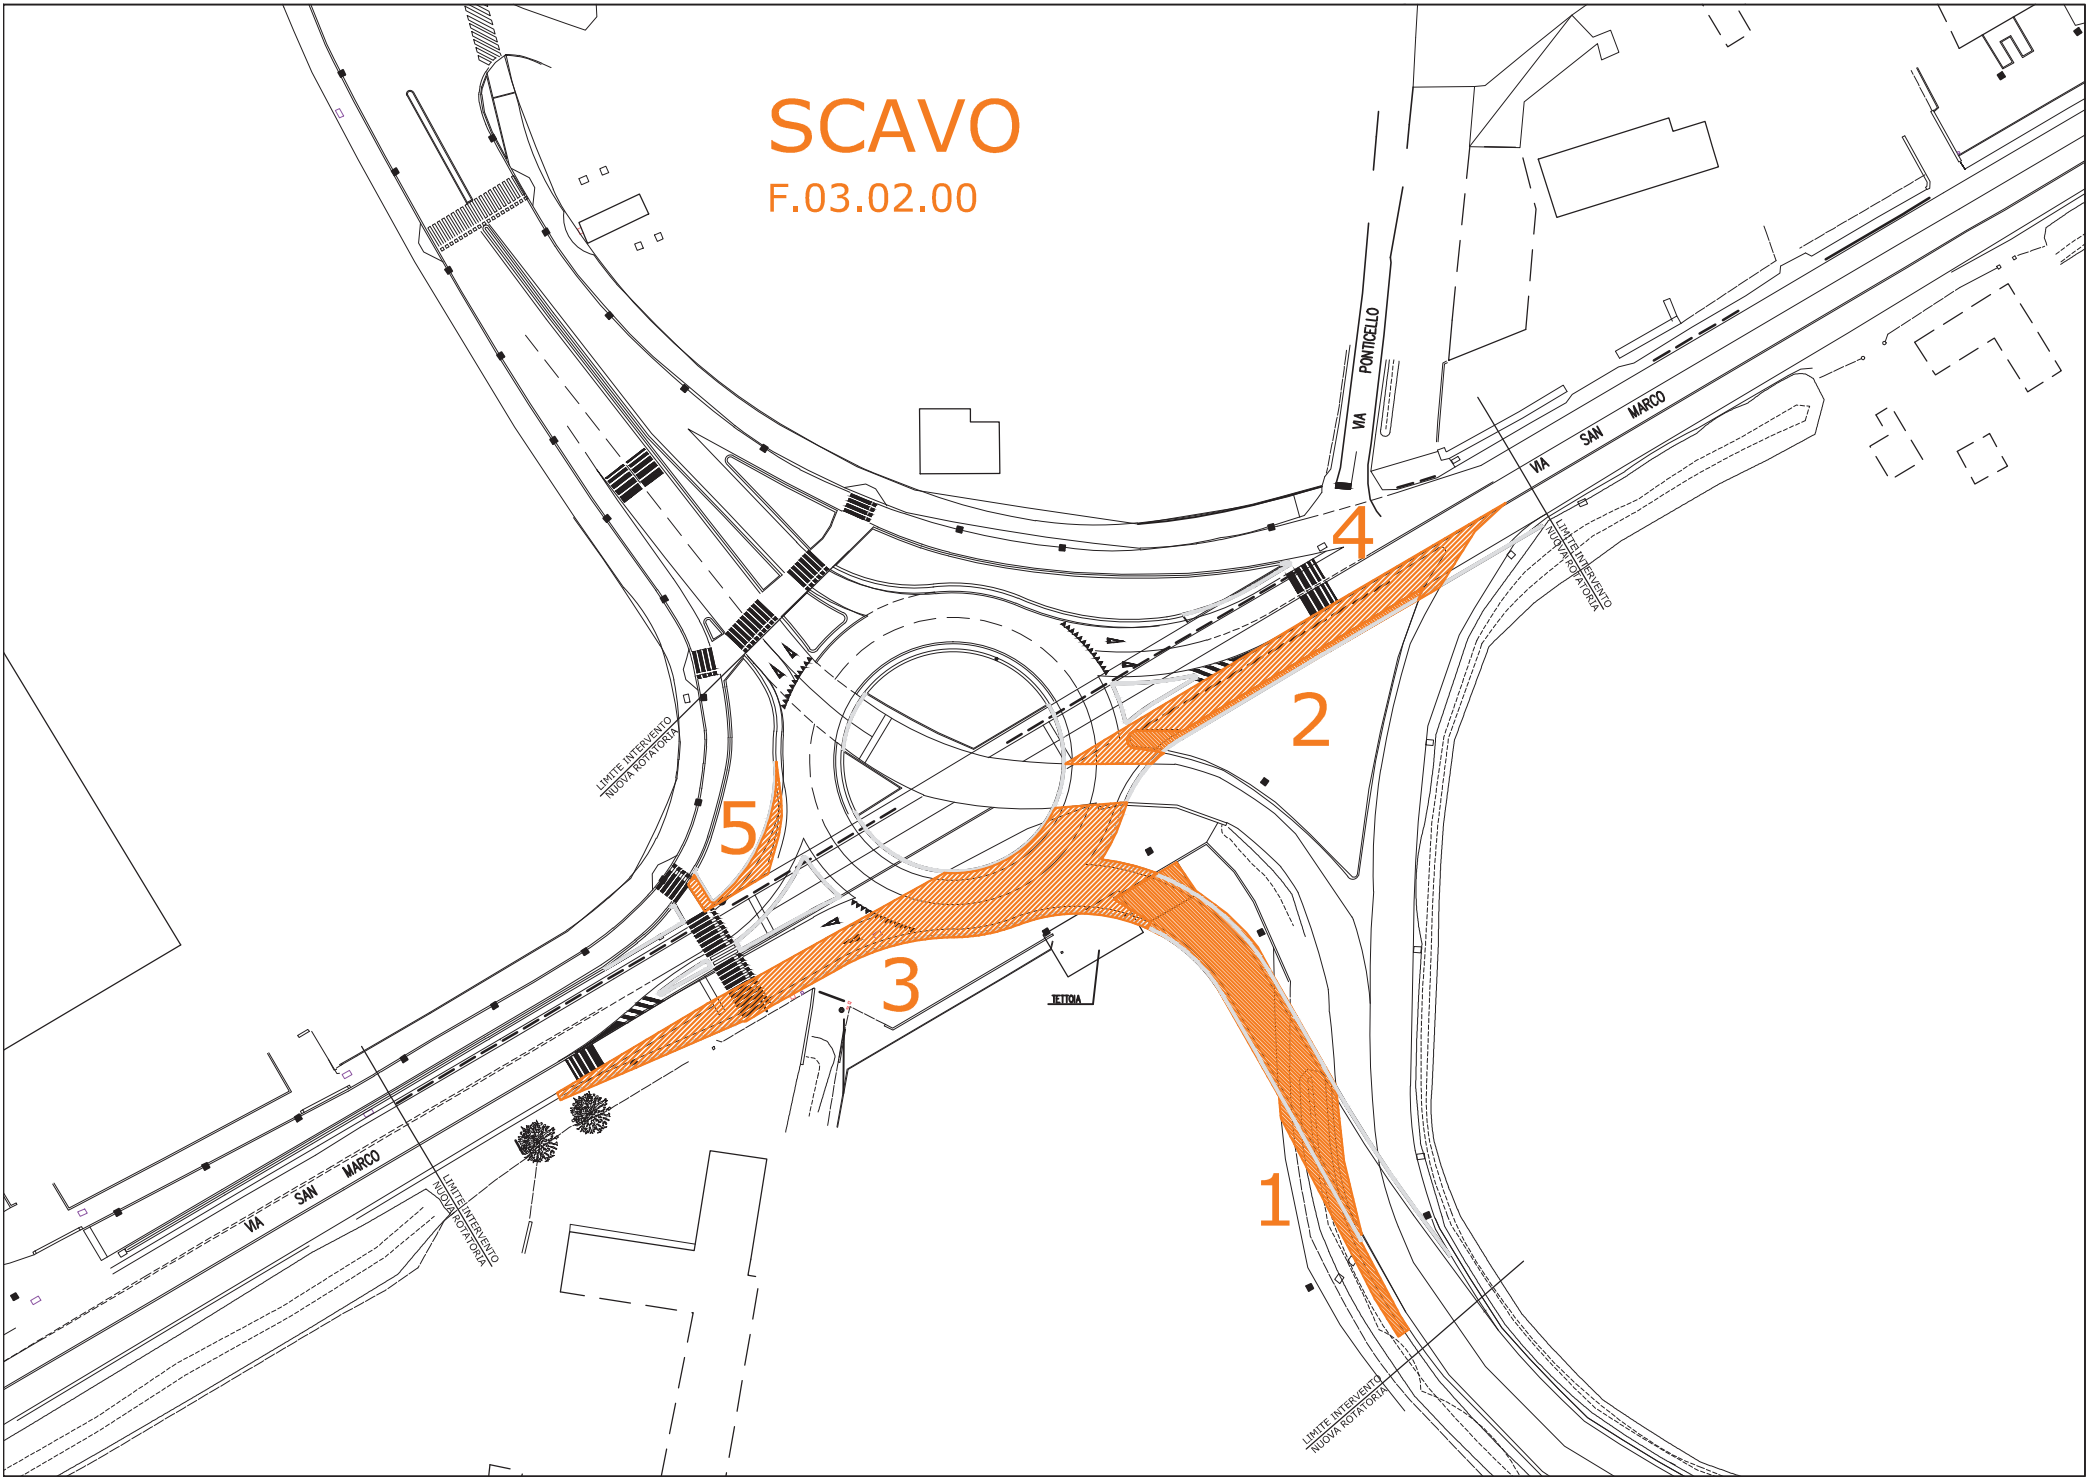 SCAVO
F.03.02.00
VIA PONTICELLO
VIA SAN MARCO
4
LIMITE INTERVENTO
NUOVA ROTATORIA
2
LIMITE INTERVENTO
NUOVA ROTATORIA
5
3
TETTOIA
1
VIA SAN MARCO
LIMITE INTERVENTO
NUOVA ROTATORIA
LIMITE INTERVENTO
NUOVA ROTATORIA